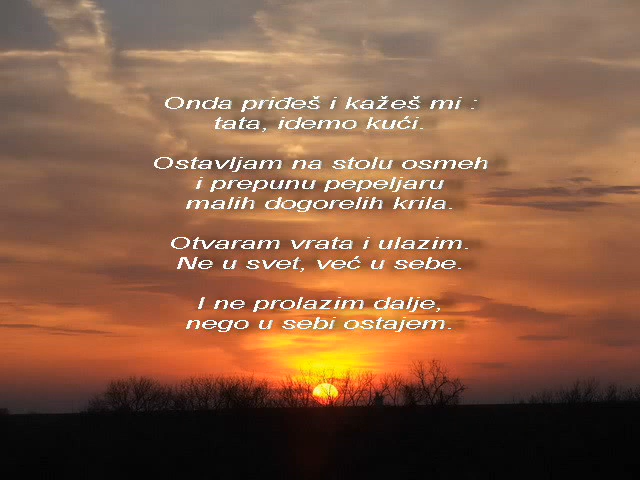 Onda priđeš i kažeš mi :
tata, idemo kući.
Ostavljam na stolu osmeh
i prepunu pepeljaru
malih dogorelih krila.
Otvaram vrata i ulazim.
Ne u svet, već u sebe.
I ne prolazim dalje,
nego u sebi ostajem.